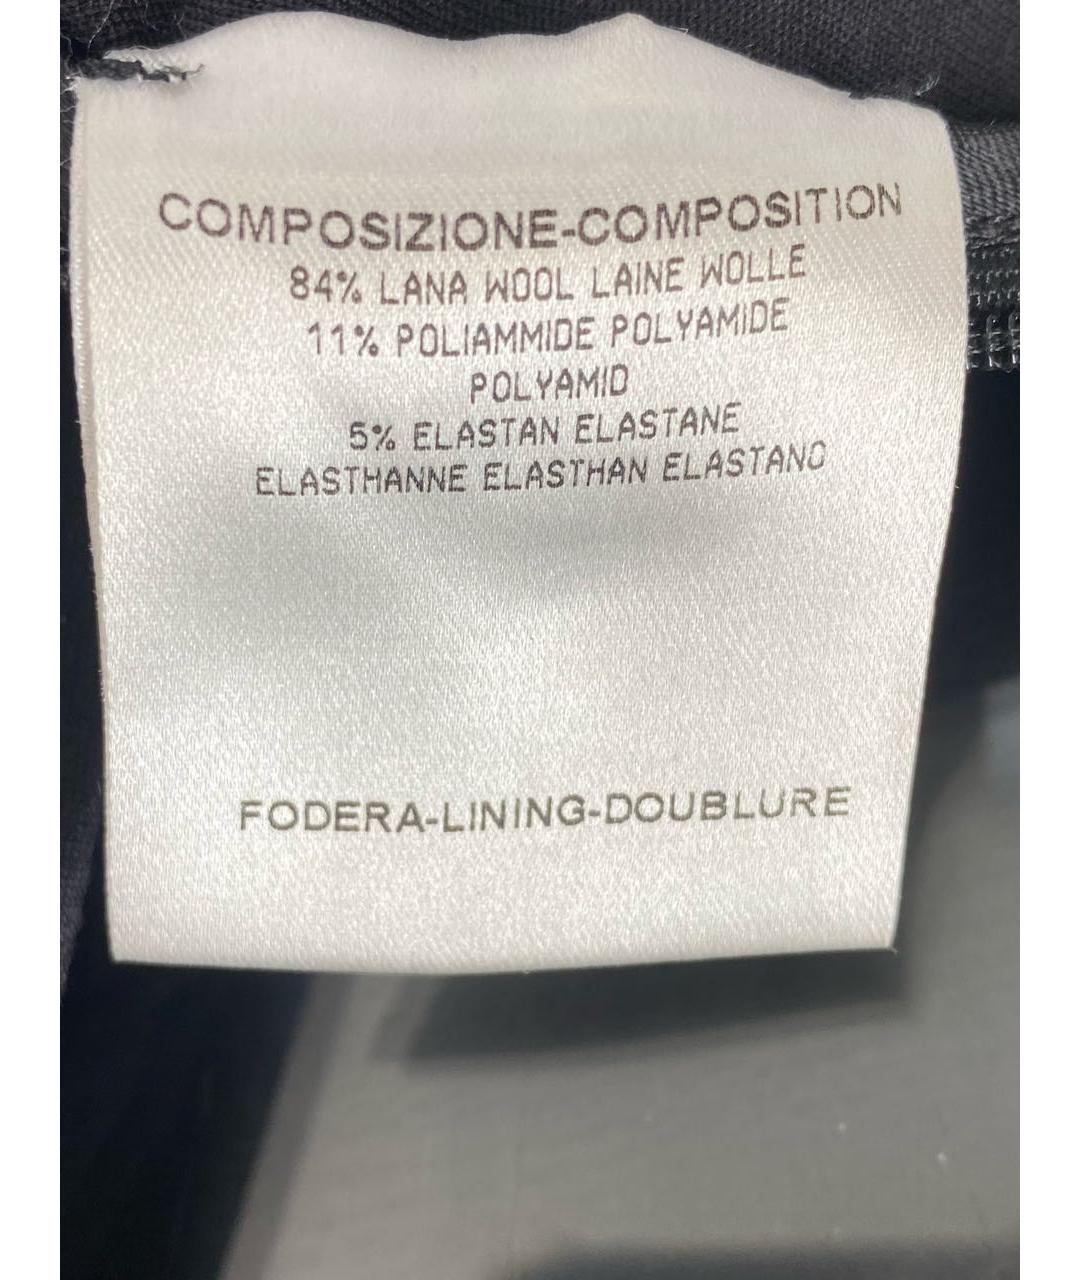 COMPOSIZIONE-COMPOSITION
84% LANA WOOL LAINE WOLLE
11% POLIAMMIDE POLYAMIDE
POLYAMID
5% ELASTAN ELASTANE
ELASTHANNE ELASTHAN ELASTANO
FODERA-LINING-DOUBLURE